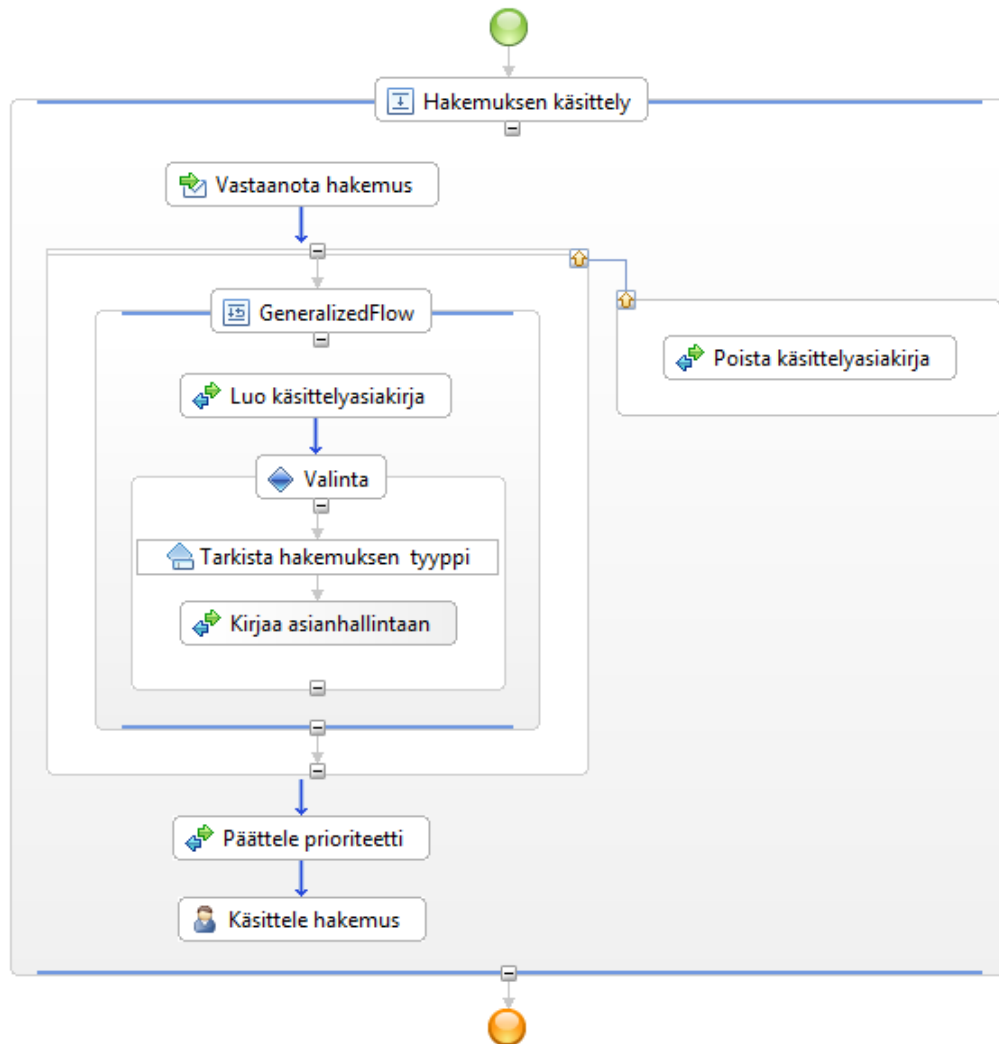 Hakemuksen käsittely
Vastaanota hakemus
GeneralizedFlow
Poista käsittelyasiakirja
Luo käsittelyasiakirja
Valinta
Tarkista hakemuksen tyyppi
Kirjaa asianhallintaan
Päättele prioriteetti
Käsittele hakemus